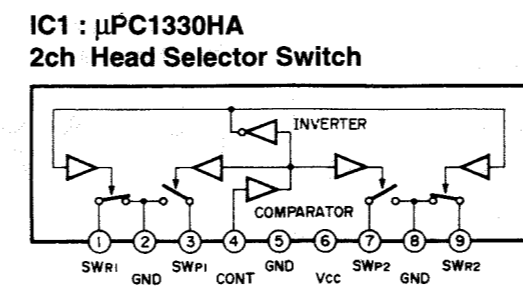 IC1 : µPC1330HA
2ch Head Selector Switch
INVERTER
COMPARATOR
1 2 3 4 5 6 7 8 9
SWR1 GND SWP1 CONT GND Vcc SWP2 GND SWR2